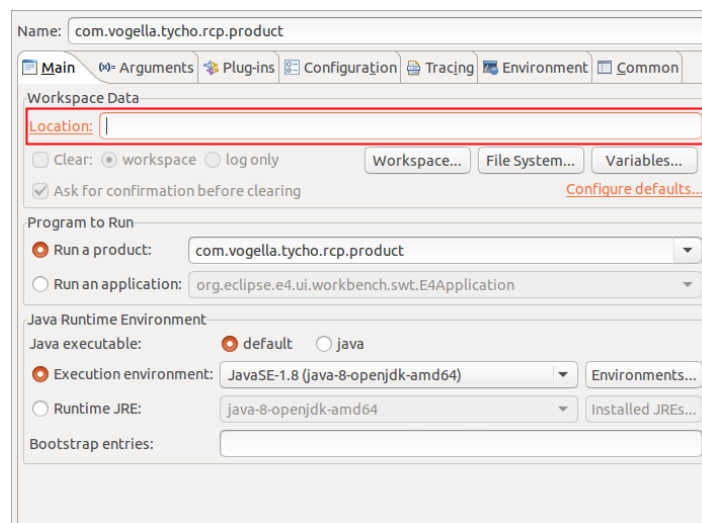 Name: com.vogella.tycho.rcp.product
Main (x)= Arguments Plug-ins Configuration Tracing Environment Common
Workspace Data
Location:
Clear: workspace log only Workspace... File System... Variables...
Ask for confirmation before clearing Configure defaults...
Program to Run
Run a product: com.vogella.tycho.rcp.product
Run an application: org.eclipse.e4.ui.workbench.swt.E4Application
Java Runtime Environment
Java executable: default java
Execution environment: JavaSE-1.8 (java-8-openjdk-amd64) Environments...
Runtime JRE: java-8-openjdk-amd64 Installed JREs...
Bootstrap entries: